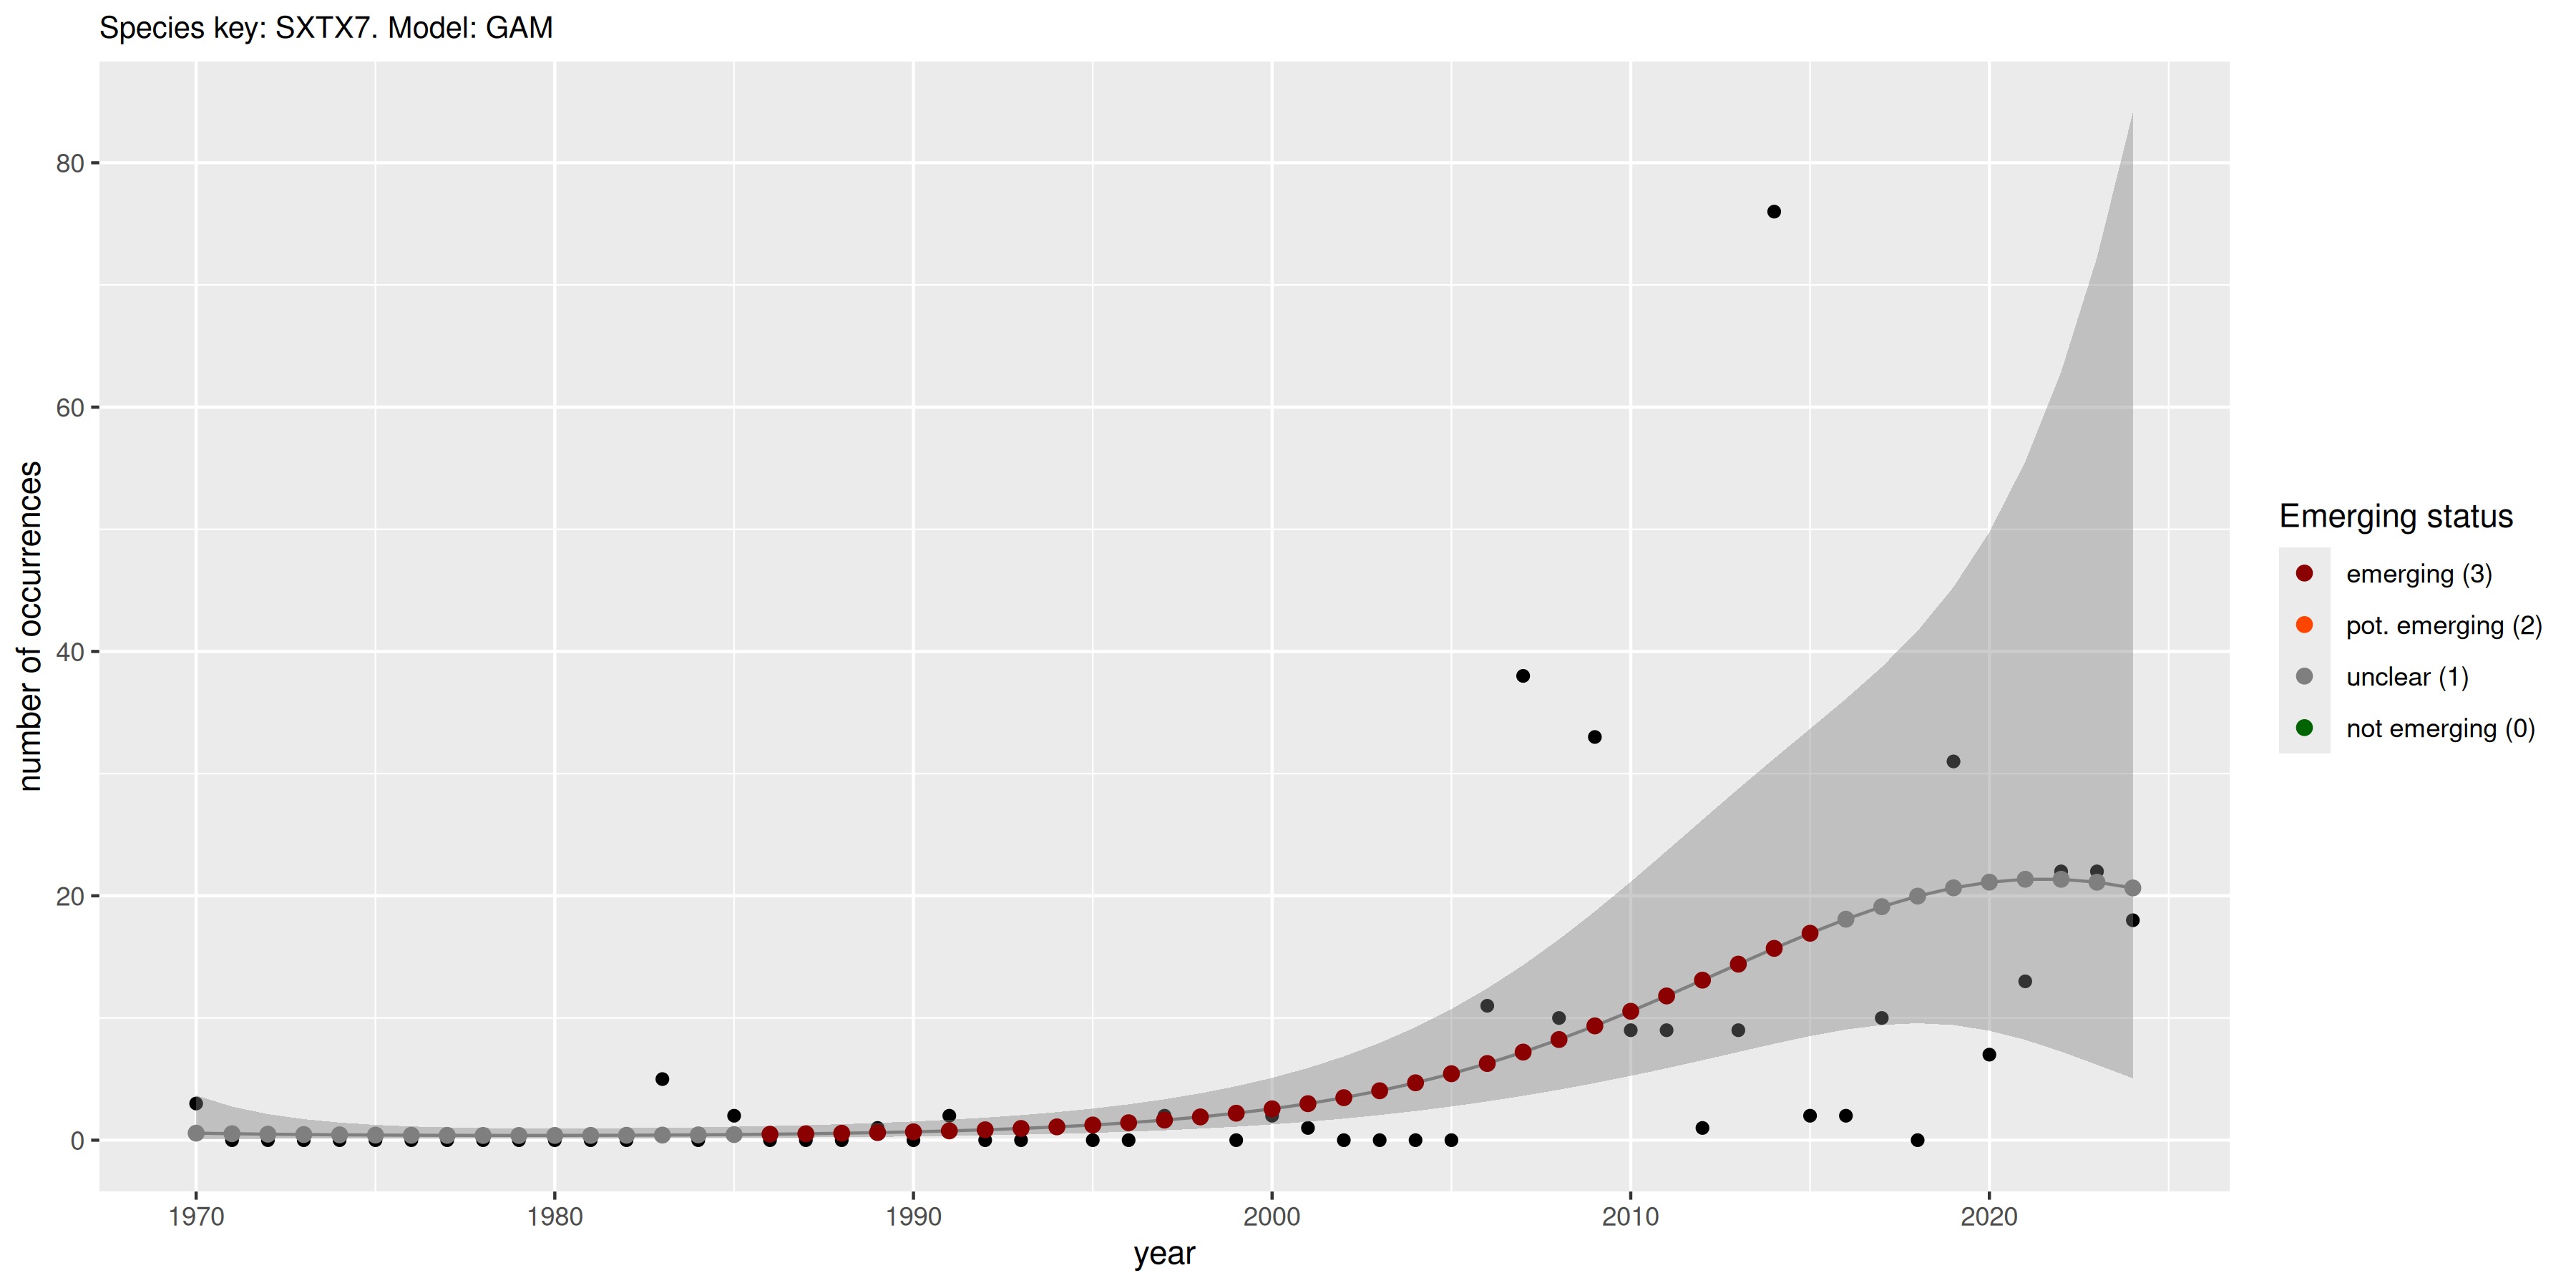 Species key: SXTX7. Model: GAM
number of occurrences
80
60
40
20
0
1970 1980 1990 2000 2010 2020
year
Emerging status
emerging (3)
pot. emerging (2)
unclear (1)
not emerging (0)